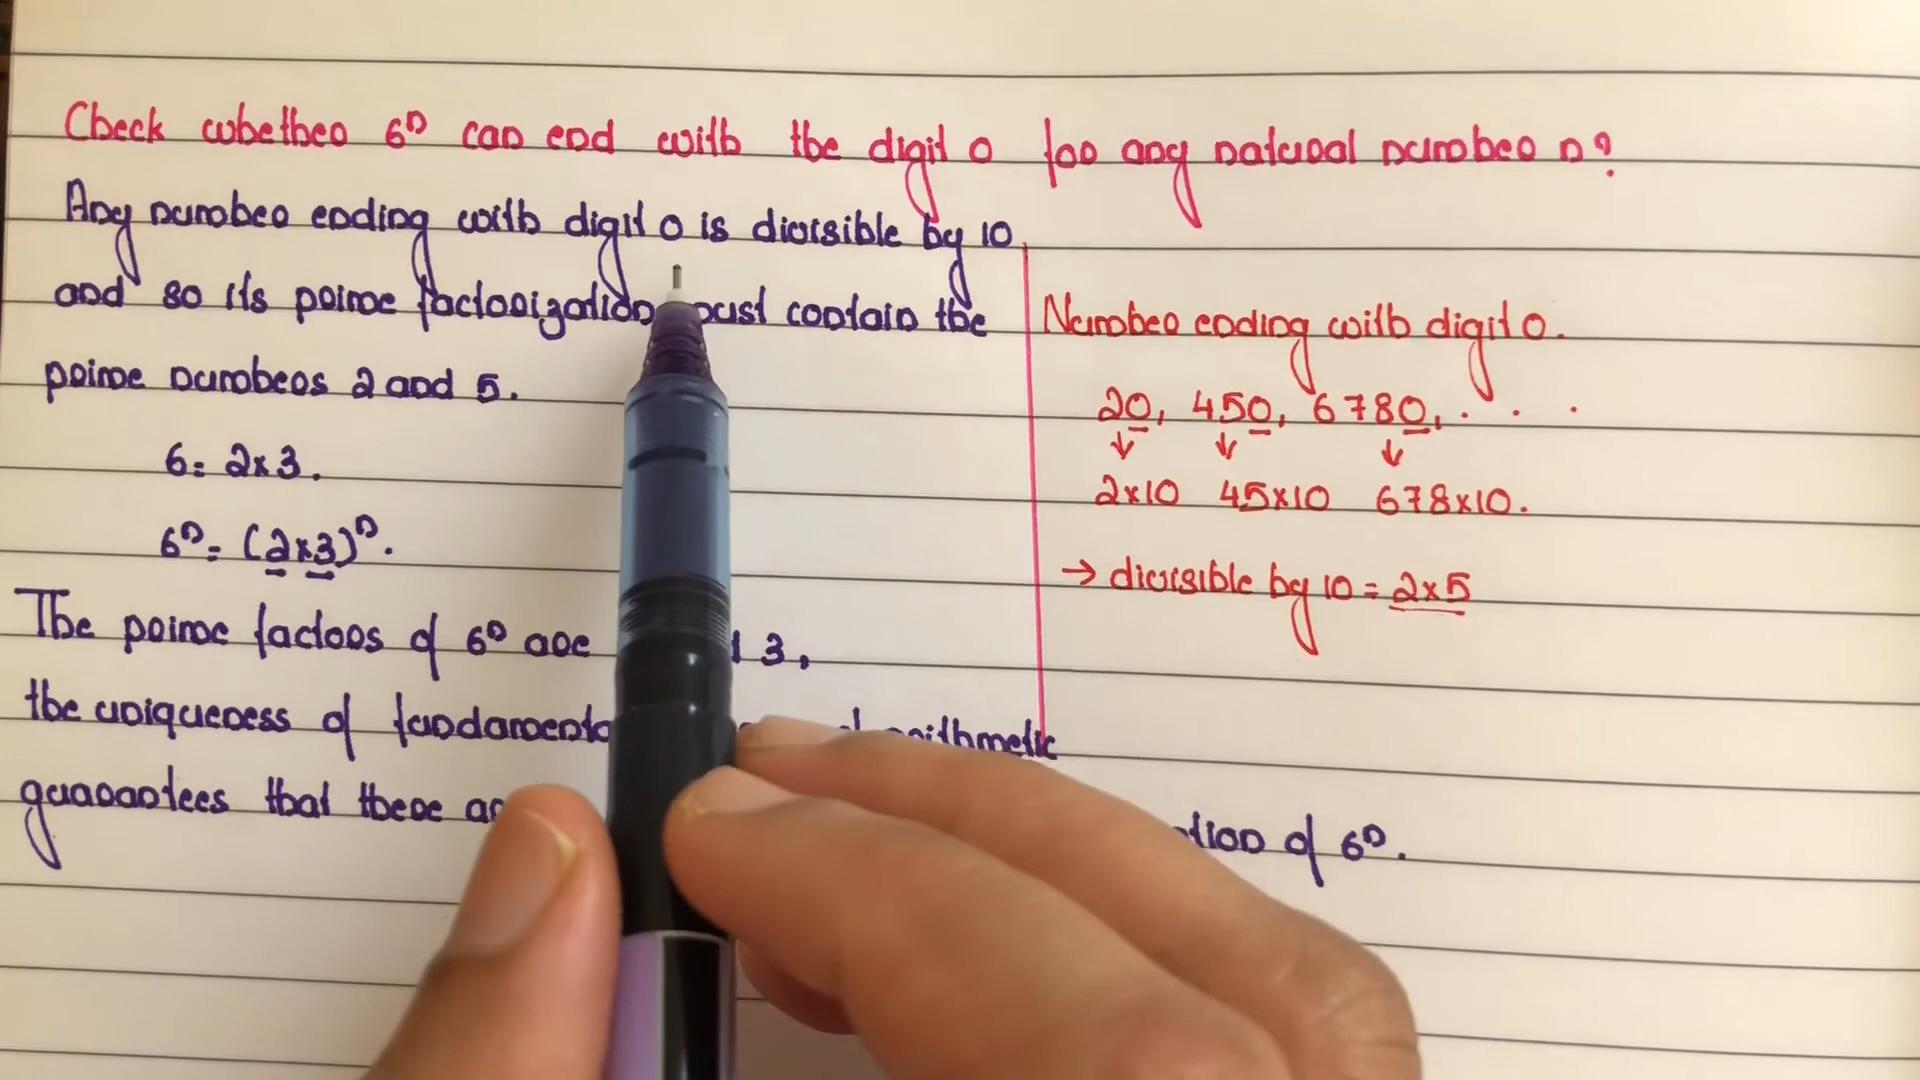 Check whether 6ⁿ can end with the digit 0 for any natural number n?
Any number ending with digit 0 is divisible by 10
and so its prime factorization must contain the
prime numbers 2 and 5.
6 = 2×3.
6ⁿ = (2×3)ⁿ.
The prime factors of 6ⁿ are 3,
the uniqueness of arithmetic
guarantees that there of 6ⁿ.
Number ending with digit 0.
20, 450, 6780, . . .
↓ ↓ ↓
2×10 45×10 678×10.
→ divisible by 10 = 2×5